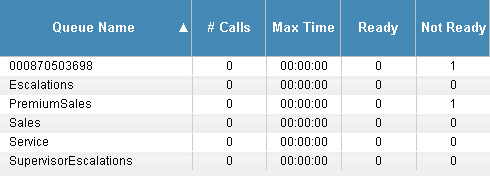 Queue Name ▲ # Calls Max Time Ready Not Ready
000870503698 0 00:00:00 0 1
Escalations 0 00:00:00 0 0
PremiumSales 0 00:00:00 0 1
Sales 0 00:00:00 0 0
Service 0 00:00:00 0 0
SupervisorEscalations 0 00:00:00 0 0